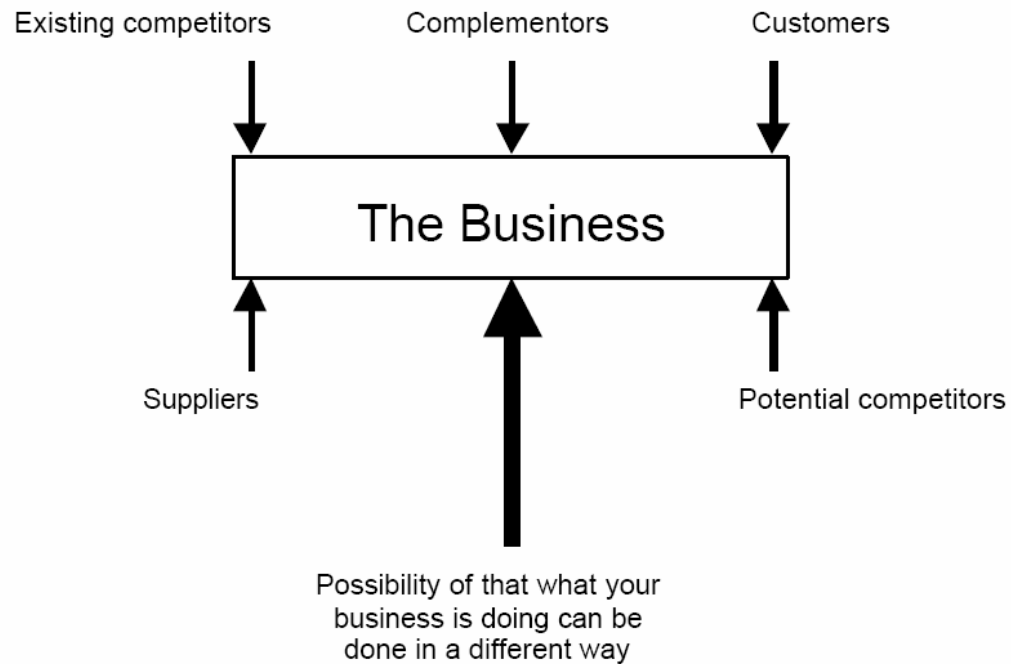 Existing competitors
Complementors
Customers
The Business
Suppliers
Potential competitors
Possibility of that what your
business is doing can be
done in a different way